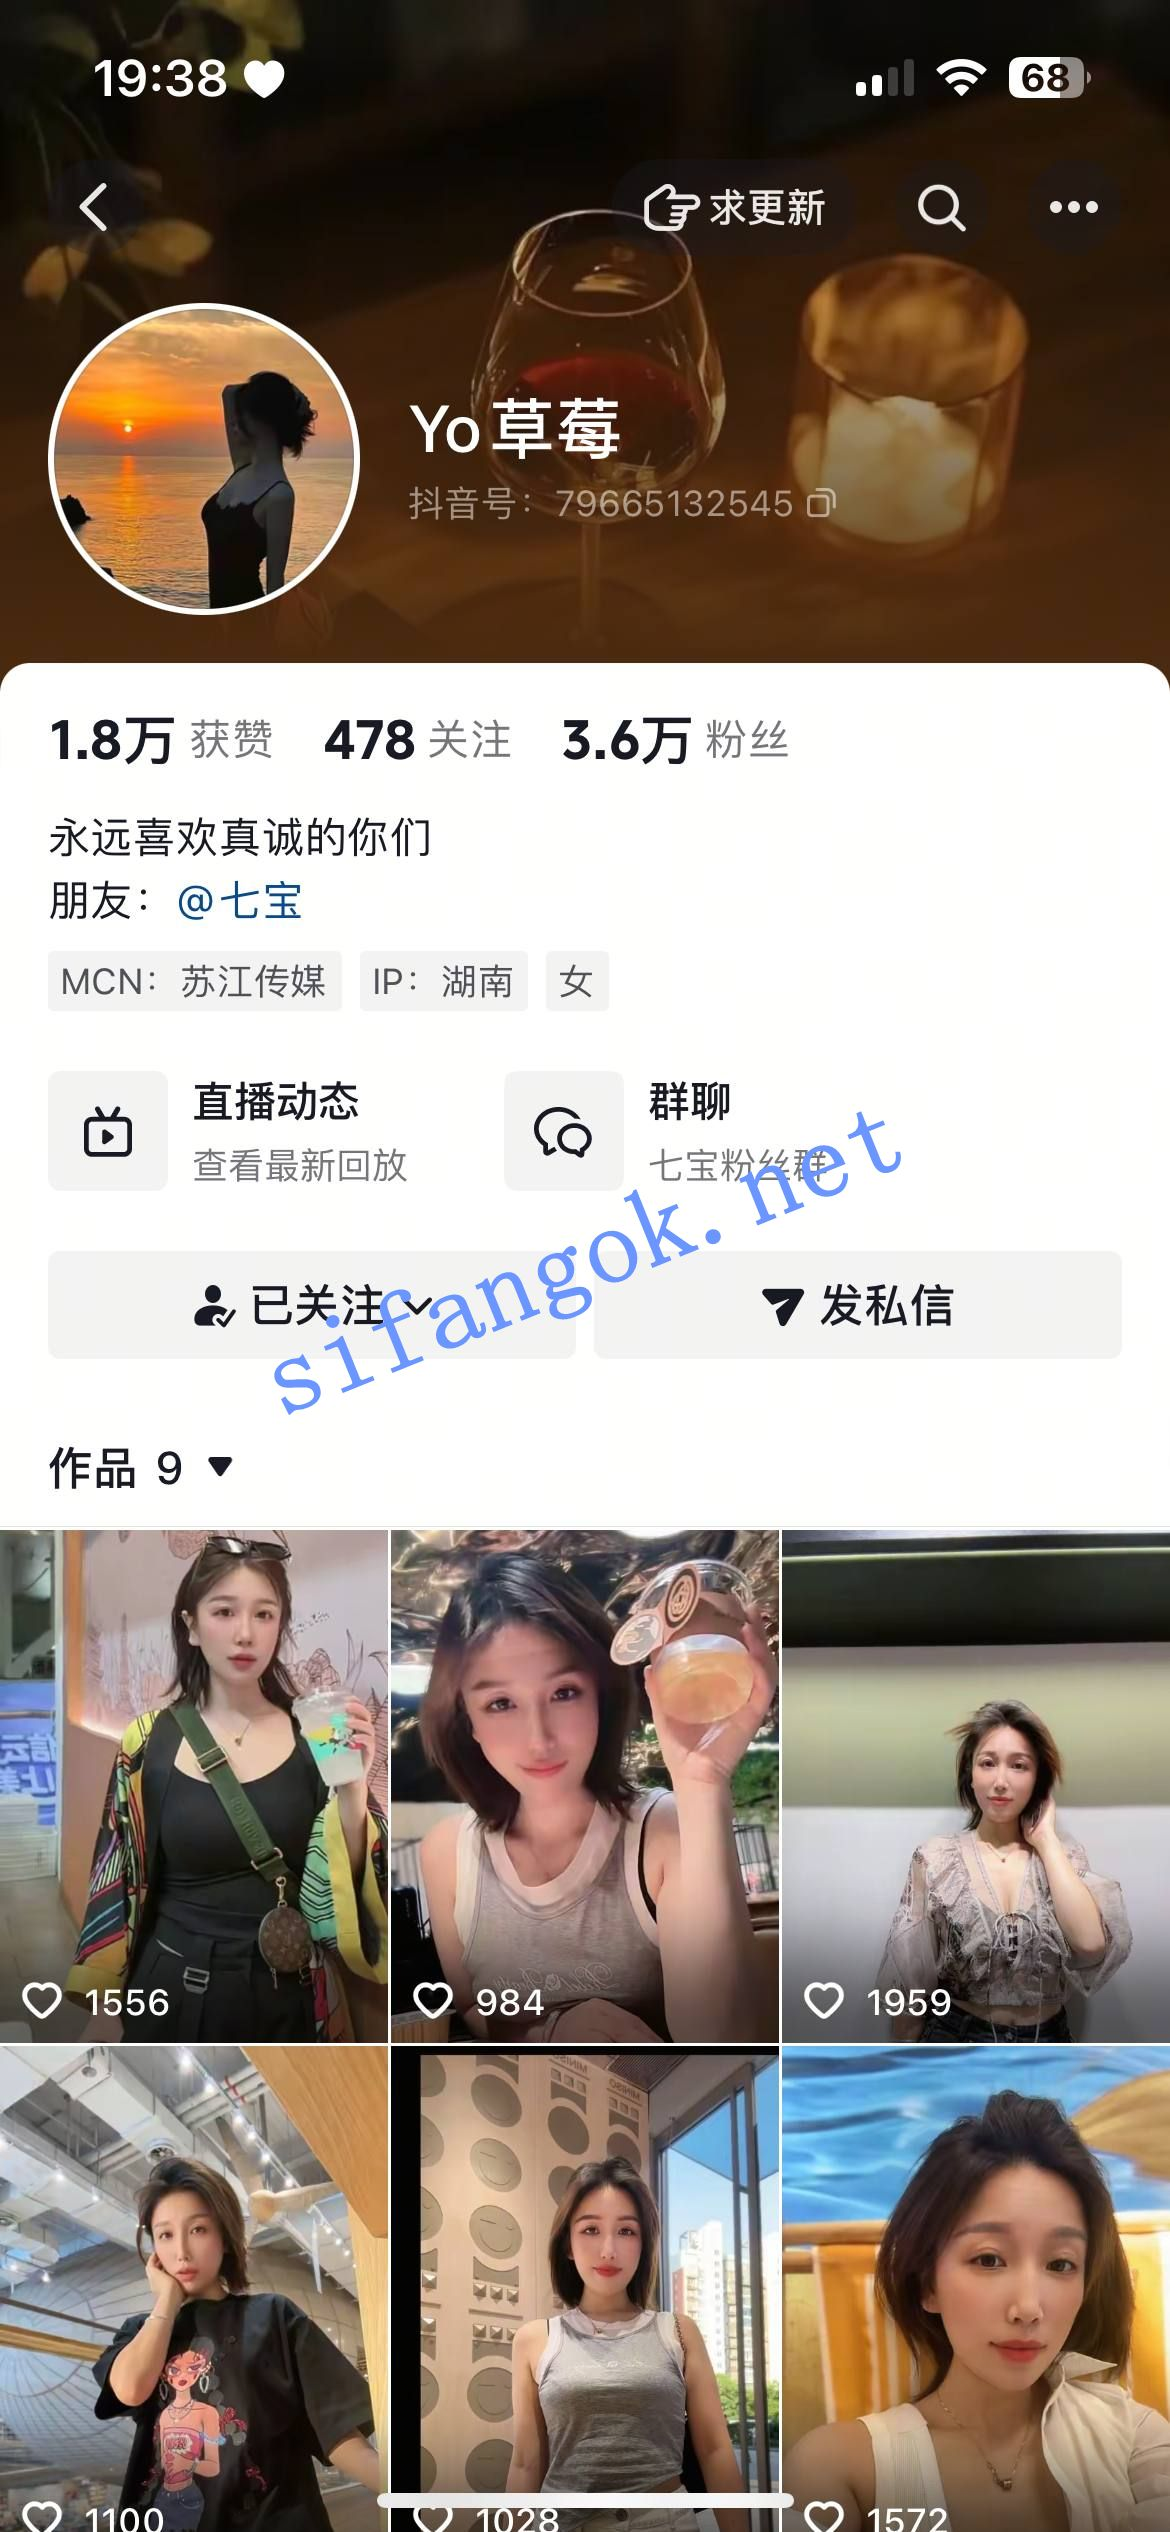 19:38
68
求更新
Yo草莓
抖音号：79665132545
1.8万 获赞 478 关注 3.6万 粉丝
永远喜欢真诚的你们
朋友：@七宝
MCN：苏江传媒 IP：湖南 女
直播动态 群聊
查看最新回放 七宝粉丝群
sifangok.net
已关注 发私信
作品 9
1556 984 1959
MINISO MINISO
1100 1028 1572